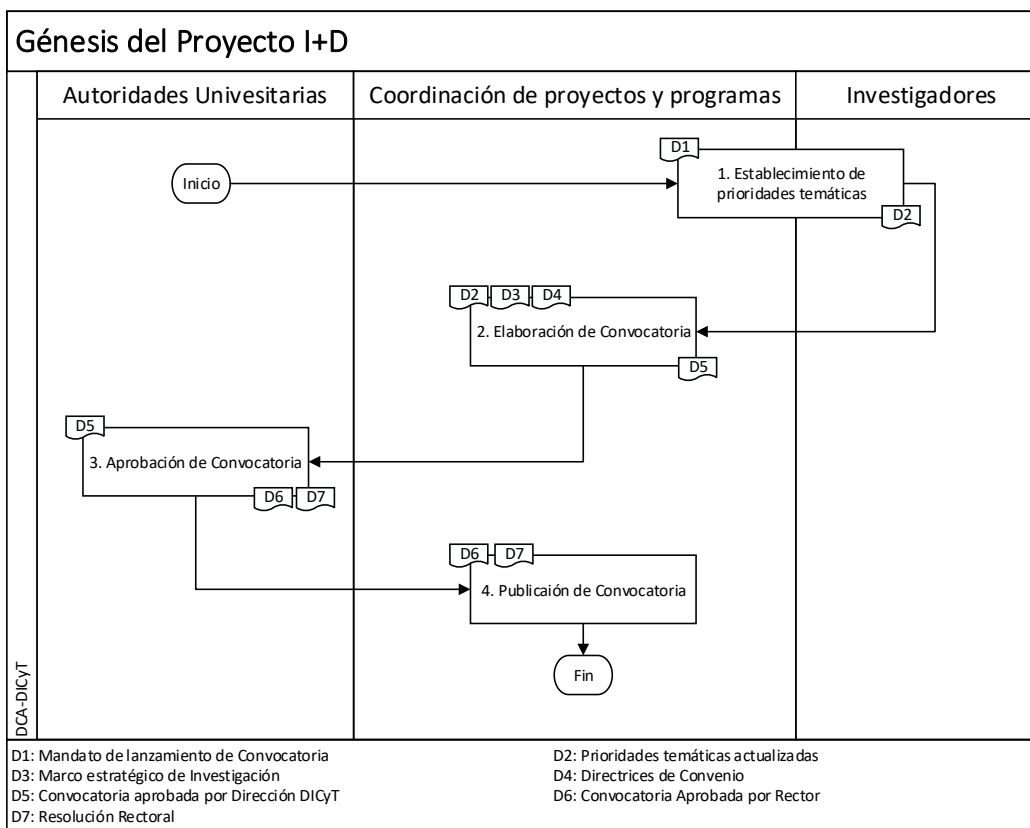 Génesis del Proyecto I+D
Autoridades Univesitarias
Coordinación de proyectos y programas
Investigadores
D1
Inicio
1. Establecimiento de
prioridades temáticas
D2
D2 D3 D4
2. Elaboración de Convocatoria
D5
D5
3. Aprobación de Convocatoria
D6 D7
D6 D7
4. Publicaión de Convocatoria
Fin
DCA-DICyT
D1: Mandato de lanzamiento de Convocatoria
D2: Prioridades temáticas actualizadas
D3: Marco estratégico de Investigación
D4: Directrices de Convenio
D5: Convocatoria aprobada por Dirección DICyT
D6: Convocatoria Aprobada por Rector
D7: Resolución Rectoral